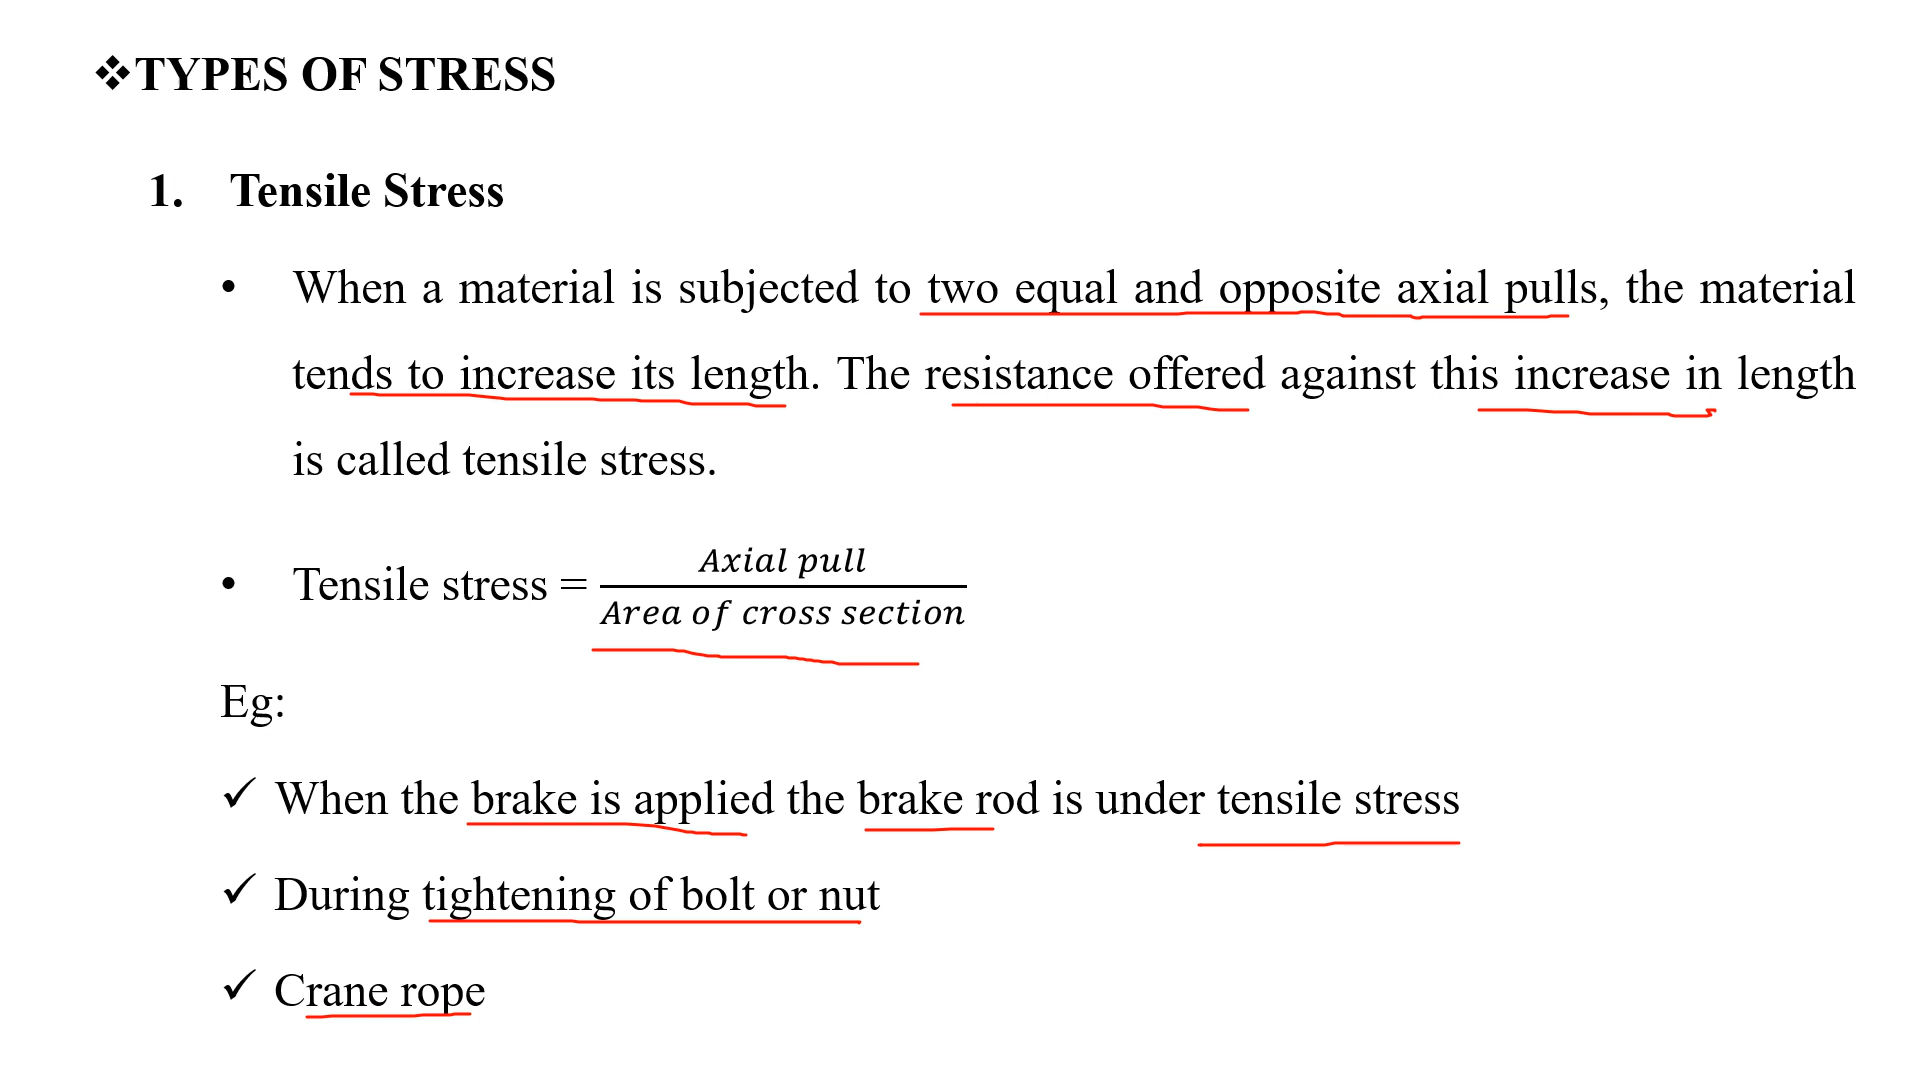 ❖TYPES OF STRESS
1. Tensile Stress
• When a material is subjected to two equal and opposite axial pulls, the material
tends to increase its length. The resistance offered against this increase in length
is called tensile stress.
• Tensile stress = Axial pull / Area of cross section
Eg:
✓ When the brake is applied the brake rod is under tensile stress
✓ During tightening of bolt or nut
✓ Crane rope